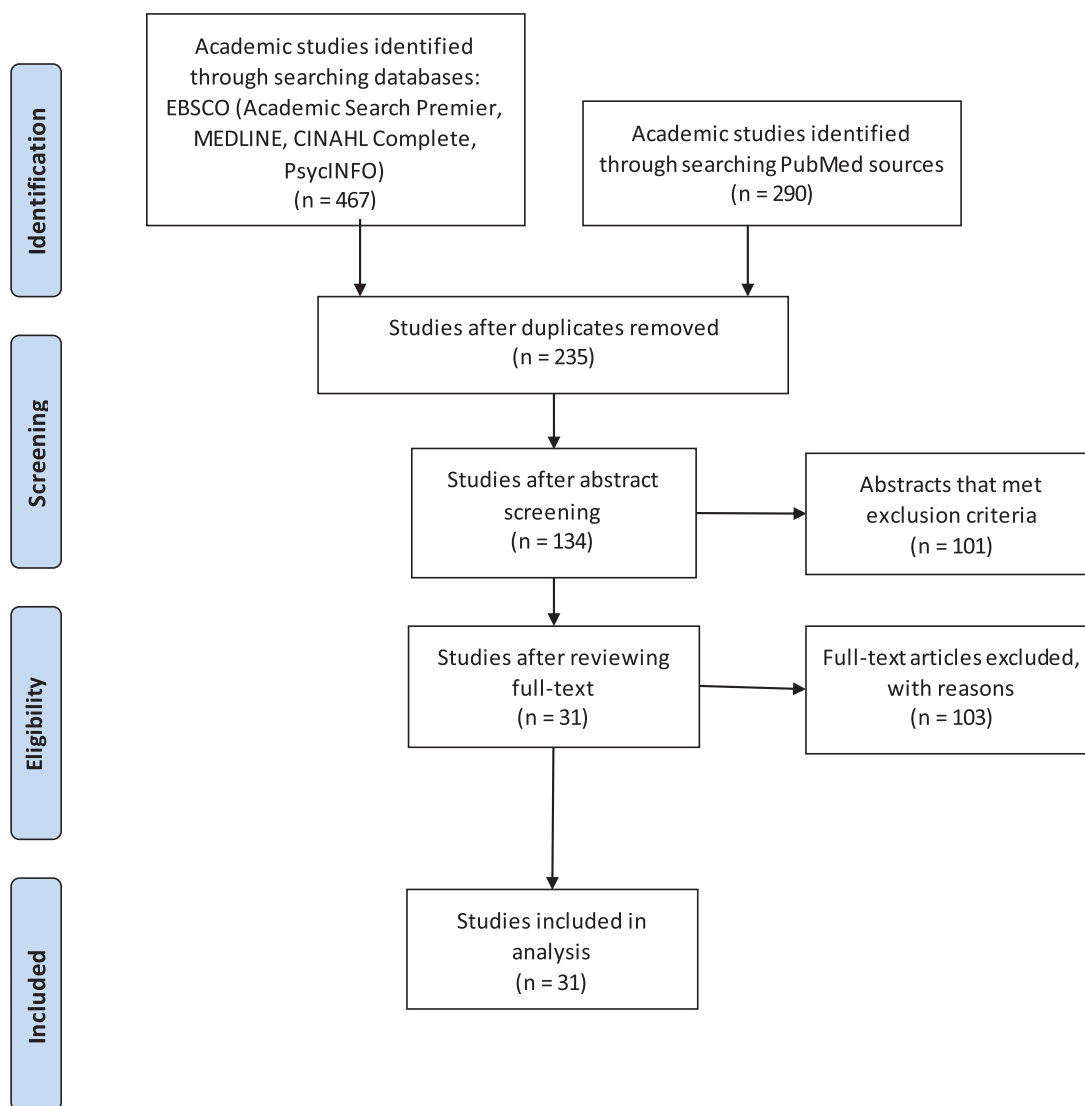 Identification
Academic studies identified
through searching databases:
EBSCO (Academic Search Premier,
MEDLINE, CINAHL Complete,
PsycINFO)
(n = 467)
Academic studies identified
through searching PubMed sources
(n = 290)
Studies after duplicates removed
(n = 235)
Screening
Studies after abstract
screening
(n = 134)
Abstracts that met
exclusion criteria
(n = 101)
Eligibility
Studies after reviewing
full-text
(n = 31)
Full-text articles excluded,
with reasons
(n = 103)
Included
Studies included in
analysis
(n = 31)